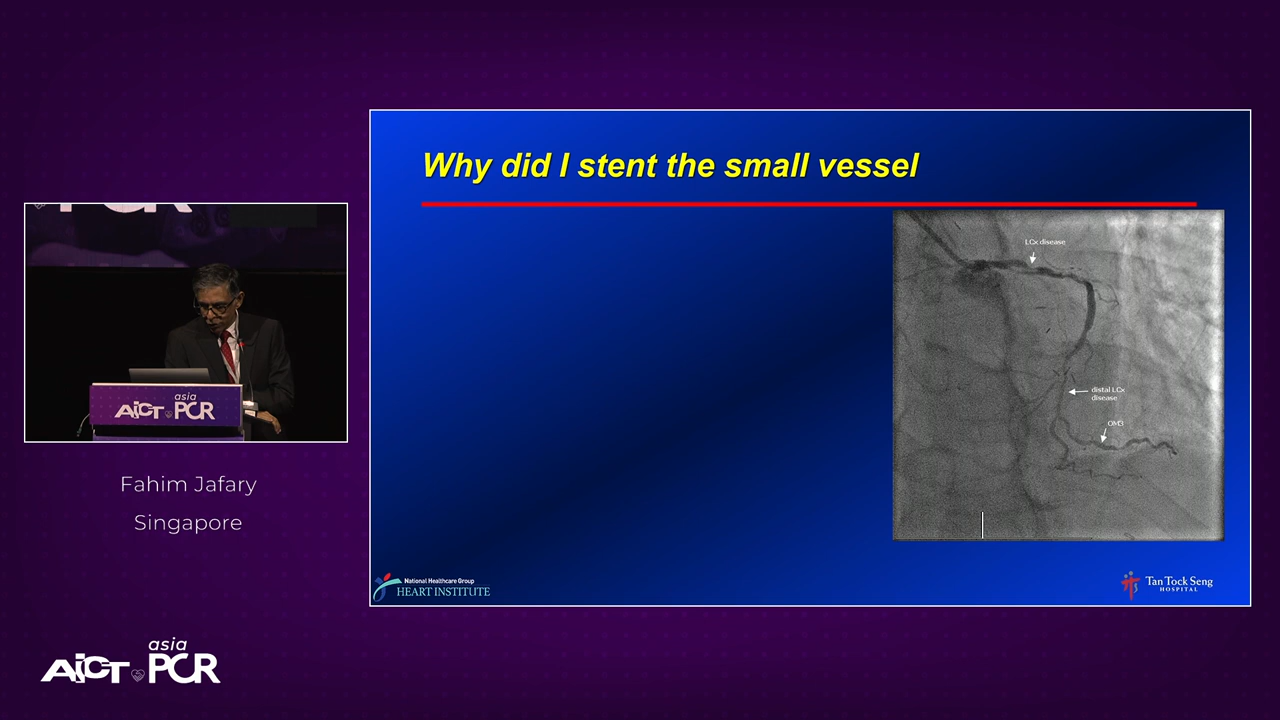 Why did I stent the small vessel
LCx disease
distal LCx
disease
OM3
National Healthcare Group
HEART INSTITUTE
Tan Tock Seng
HOSPITAL
PCR
asia
AICT PCR
Fahim Jafary
Singapore
asia
AICT PCR